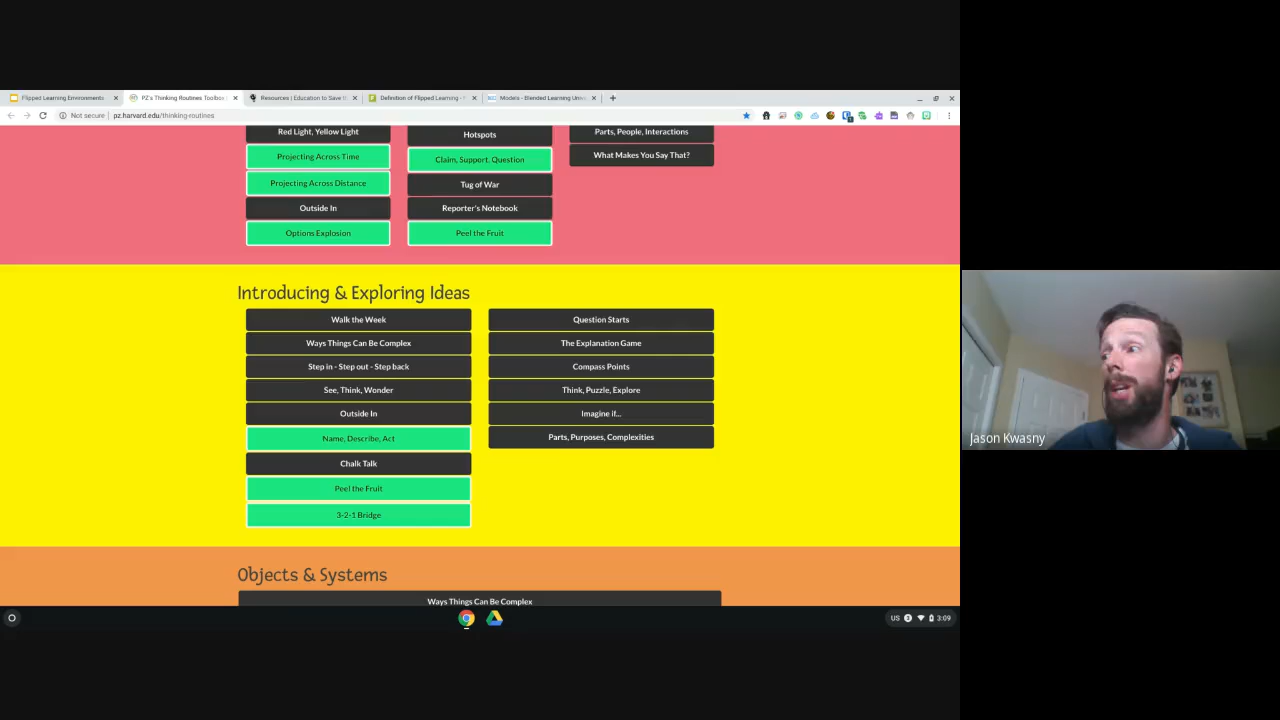 Flipped Learning Environments
PZ's Thinking Routines Toolbox
Resources | Education to Save
Definition of Flipped Learning -
Models - Blended Learning
Not secure | pz.harvard.edu/thinking-routines
Red Light, Yellow Light
Projecting Across Time
Projecting Across Distance
Outside In
Options Explosion
Hotspots
Claim, Support, Question
Tug of War
Reporter's Notebook
Peel the Fruit
Parts, People, Interactions
What Makes You Say That?
Introducing & Exploring Ideas
Walk the Week
Ways Things Can Be Complex
Step in - Step out - Step back
See, Think, Wonder
Outside In
Name, Describe, Act
Chalk Talk
Peel the Fruit
3-2-1 Bridge
Question Starts
The Explanation Game
Compass Points
Think, Puzzle, Explore
Imagine if...
Parts, Purposes, Complexities
Objects & Systems
Ways Things Can Be Complex
US 3:09
Jason Kwasny